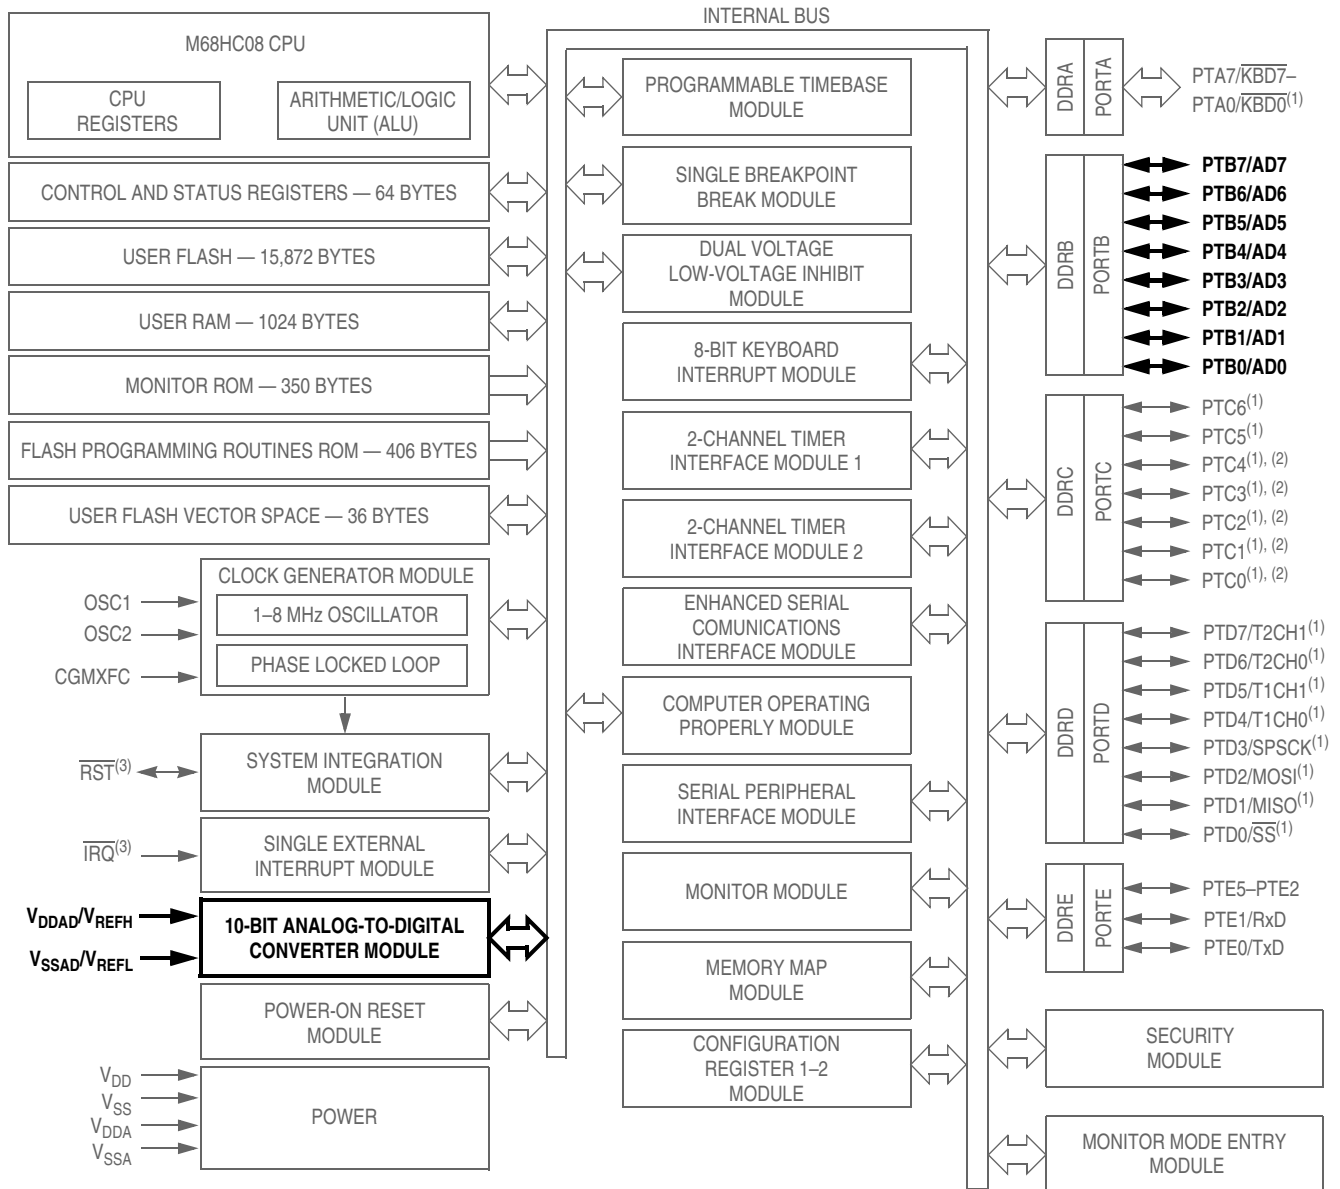 INTERNAL BUS
M68HC08 CPU
CPU
REGISTERS
ARITHMETIC/LOGIC
UNIT (ALU)
CONTROL AND STATUS REGISTERS — 64 BYTES
USER FLASH — 15,872 BYTES
USER RAM — 1024 BYTES
MONITOR ROM — 350 BYTES
FLASH PROGRAMMING ROUTINES ROM — 406 BYTES
USER FLASH VECTOR SPACE — 36 BYTES
CLOCK GENERATOR MODULE
1–8 MHz OSCILLATOR
PHASE LOCKED LOOP
OSC1
OSC2
CGMXFC
SYSTEM INTEGRATION
MODULE
RST(3)
SINGLE EXTERNAL
INTERRUPT MODULE
IRQ(3)
10-BIT ANALOG-TO-DIGITAL
CONVERTER MODULE
VDDAD/VREFH
VSSAD/VREFL
POWER-ON RESET
MODULE
POWER
VDD
VSS
VDDA
VSSA
PROGRAMMABLE TIMEBASE
MODULE
SINGLE BREAKPOINT
BREAK MODULE
DUAL VOLTAGE
LOW-VOLTAGE INHIBIT
MODULE
8-BIT KEYBOARD
INTERRUPT MODULE
2-CHANNEL TIMER
INTERFACE MODULE 1
2-CHANNEL TIMER
INTERFACE MODULE 2
ENHANCED SERIAL
COMUNICATIONS
INTERFACE MODULE
COMPUTER OPERATING
PROPERLY MODULE
SERIAL PERIPHERAL
INTERFACE MODULE
MONITOR MODULE
MEMORY MAP
MODULE
CONFIGURATION
REGISTER 1–2
MODULE
DDRA
PORTA
PTA7/KBD7–
PTA0/KBD0(1)
DDRB
PORTB
PTB7/AD7
PTB6/AD6
PTB5/AD5
PTB4/AD4
PTB3/AD3
PTB2/AD2
PTB1/AD1
PTB0/AD0
DDRC
PORTC
PTC6(1)
PTC5(1)
PTC4(1), (2)
PTC3(1), (2)
PTC2(1), (2)
PTC1(1), (2)
PTC0(1), (2)
DDRD
PORTD
PTD7/T2CH1(1)
PTD6/T2CH0(1)
PTD5/T1CH1(1)
PTD4/T1CH0(1)
PTD3/SPSCK(1)
PTD2/MOSI(1)
PTD1/MISO(1)
PTD0/SS(1)
DDRE
PORTE
PTE5–PTE2
PTE1/RxD
PTE0/TxD
SECURITY
MODULE
MONITOR MODE ENTRY
MODULE